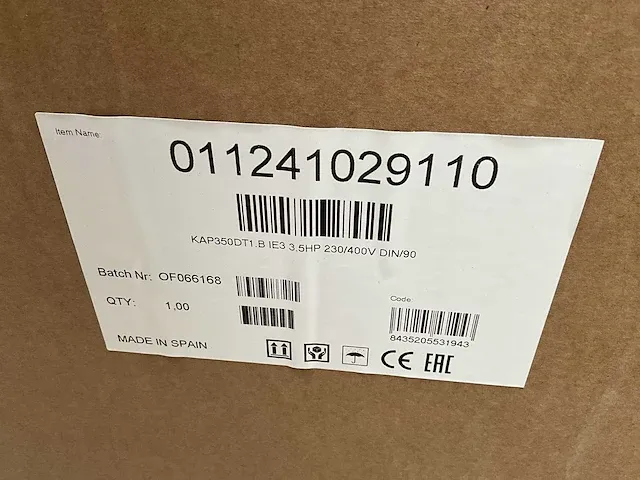 Item Name:
011241029110
KAP350DT1.B IE3 3.5HP 230/400V DIN/90
Batch Nr: OF066168
QTY: 1,00
Code:
8435205531943
MADE IN SPAIN
CE EAC